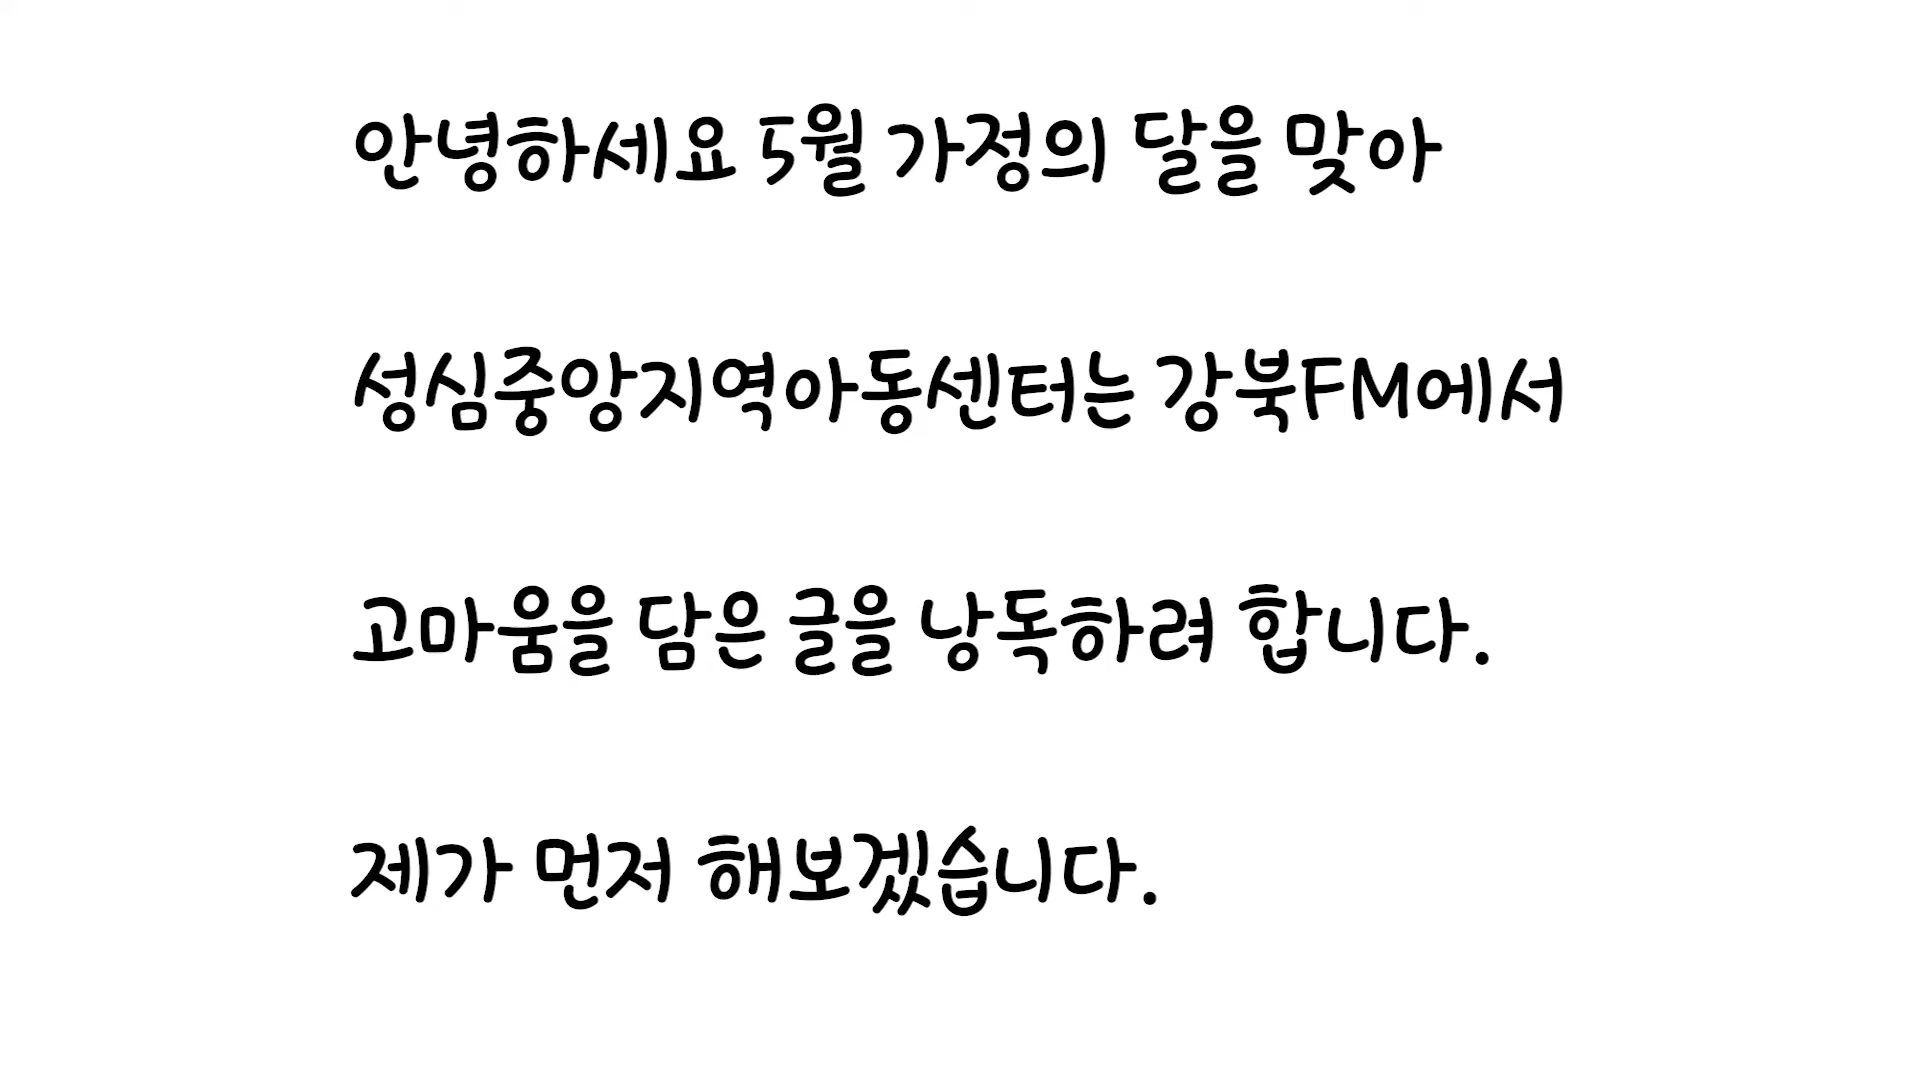 안녕하세요 5월 가정의 달을 맞아
성심중앙지역아동센터는 강북FM에서
고마움을 담은 글을 낭독하려 합니다.
제가 먼저 해보겠습니다.